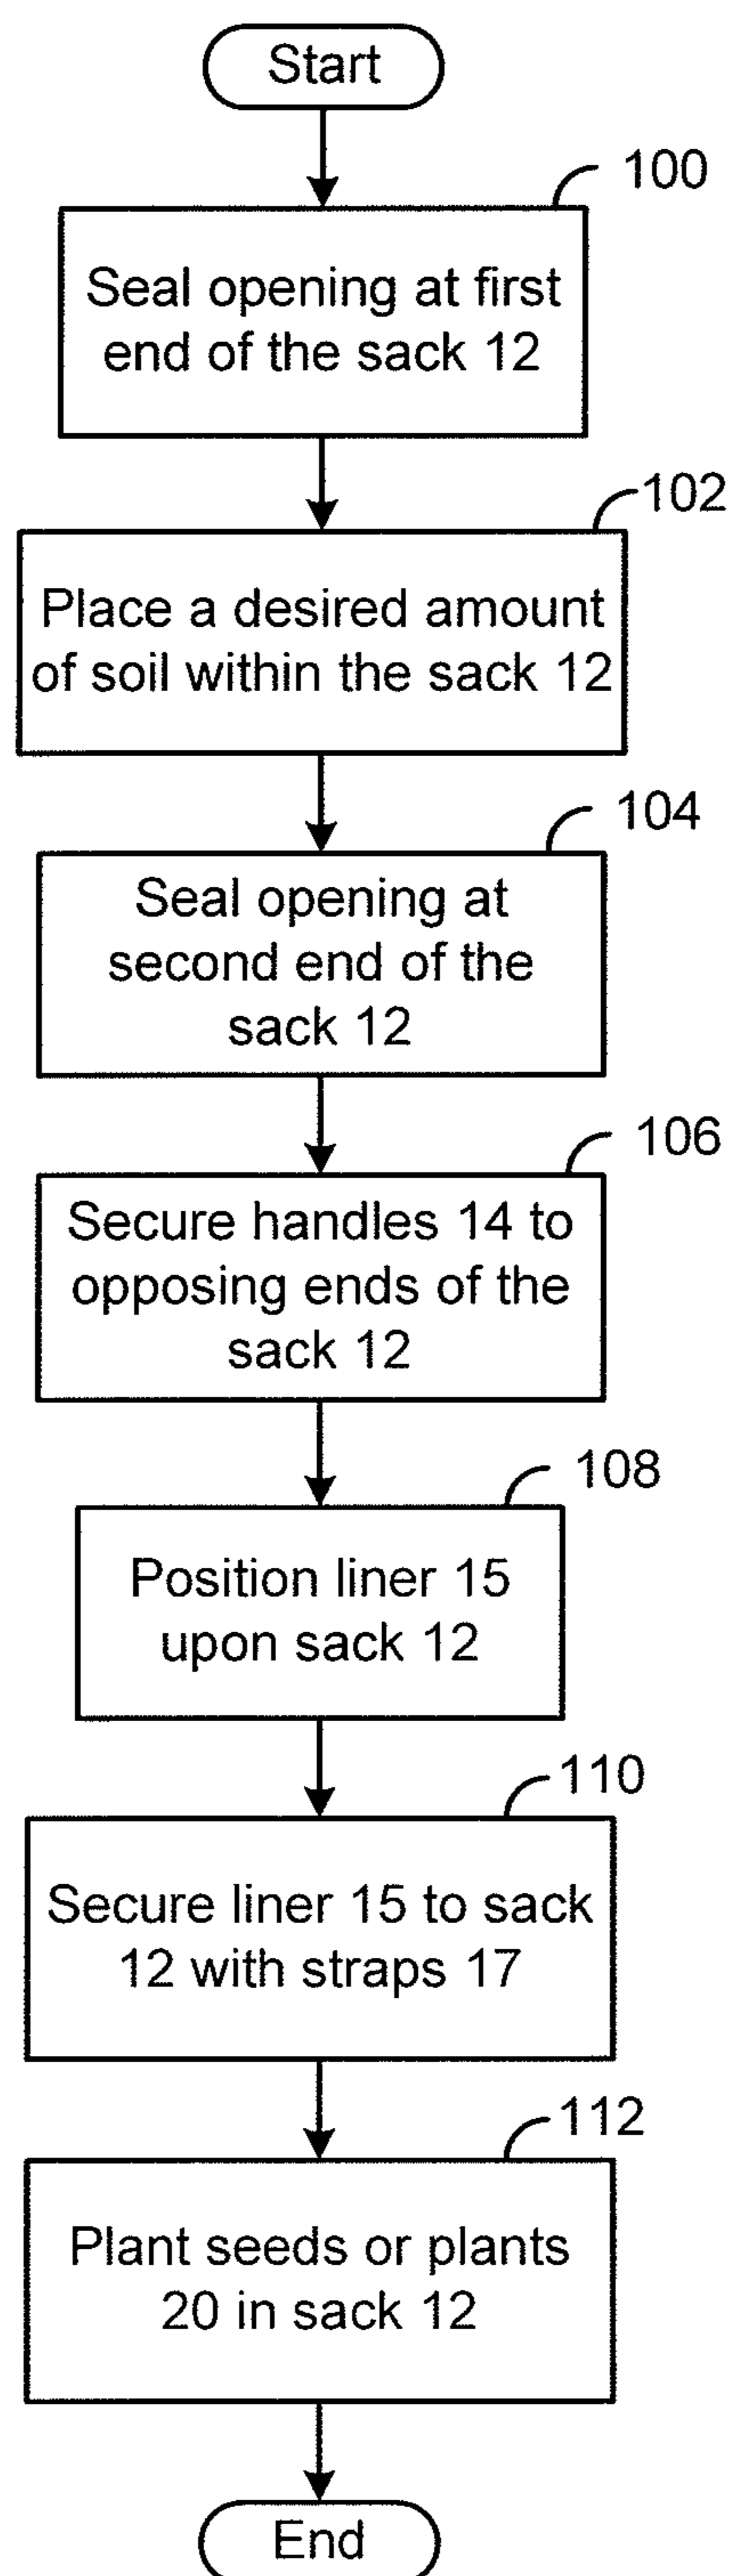 Start
100
Seal opening at first
end of the sack 12
102
Place a desired amount
of soil within the sack 12
104
Seal opening at
second end of the
sack 12
106
Secure handles 14 to
opposing ends of the
sack 12
108
Position liner 15
upon sack 12
110
Secure liner 15 to sack
12 with straps 17
112
Plant seeds or plants
20 in sack 12
End